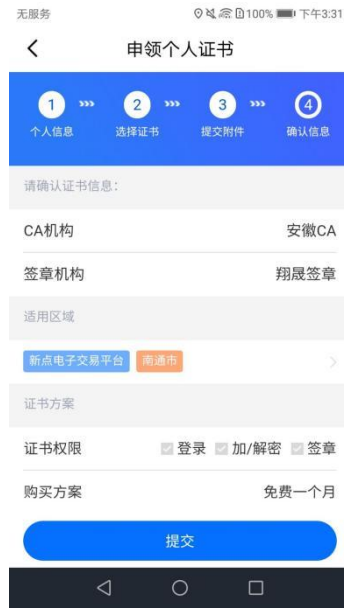 无服务 100% 下午3:31
申领个人证书
1 2 3 4
个人信息 选择证书 提交附件 确认信息
请确认证书信息:
CA机构 安徽CA
签章机构 翔晟签章
适用区域
新点电子交易平台 南通市
证书方案
证书权限 登录 加/解密 签章
购买方案 免费一个月
提交